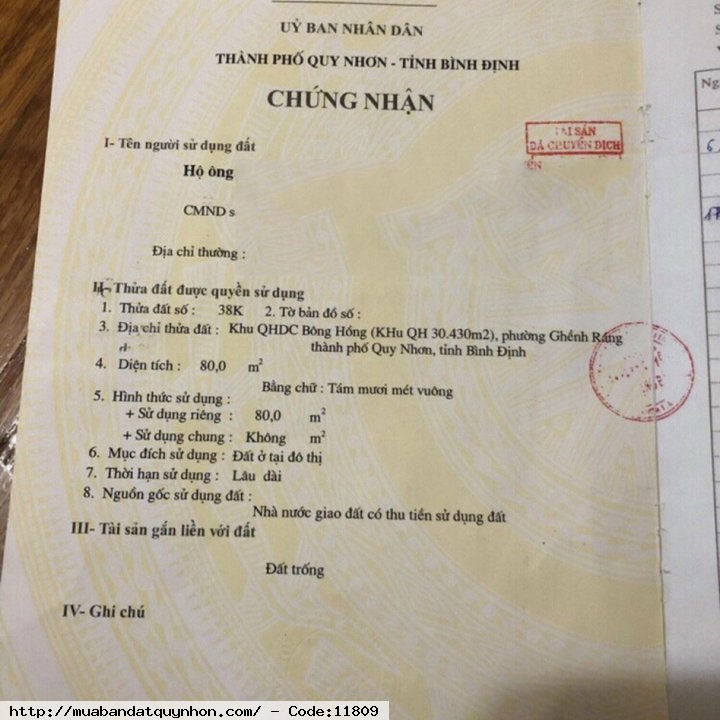 UỶ BAN NHÂN DÂN
THÀNH PHỐ QUY NHƠN - TỈNH BÌNH ĐỊNH
CHỨNG NHẬN
TÀI SẢN
ĐÃ CHUYỂN DỊCH
I- Tên người sử dụng đất
Hộ ông
CMND s
Địa chỉ thường :
II- Thửa đất được quyền sử dụng
1. Thửa đất số : 38K 2. Tờ bản đồ số :
3. Địa chỉ thửa đất : Khu QHDC Bông Hồng (KHu QH 30.430m2), phường Ghềnh Ráng
thành phố Quy Nhơn, tỉnh Bình Định
4. Diện tích : 80,0 m²
Bằng chữ : Tám mươi mét vuông
5. Hình thức sử dụng :
+ Sử dụng riêng : 80,0 m²
+ Sử dụng chung : Không m²
6. Mục đích sử dụng : Đất ở tại đô thị
7. Thời hạn sử dụng : Lâu dài
8. Nguồn gốc sử dụng đất :
Nhà nước giao đất có thu tiền sử dụng đất
III- Tài sản gắn liền với đất
Đất trống
IV- Ghi chú
Ng
http://muabandatquynhon.com/ - Code:11809